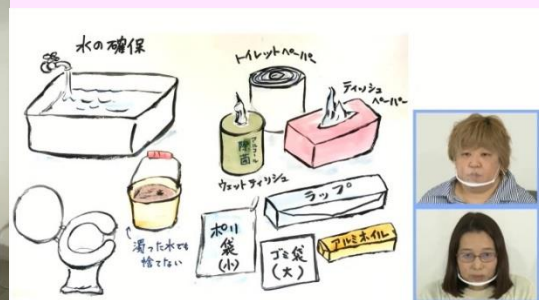 水の確保
トイレットペーパー
ティッシュ
ペーパー
アルコール
除菌
ウェットティッシュ
ラップ
濁った水でも
捨てない
ポリ
袋
(小)
ゴミ袋
(大)
アルミホイル